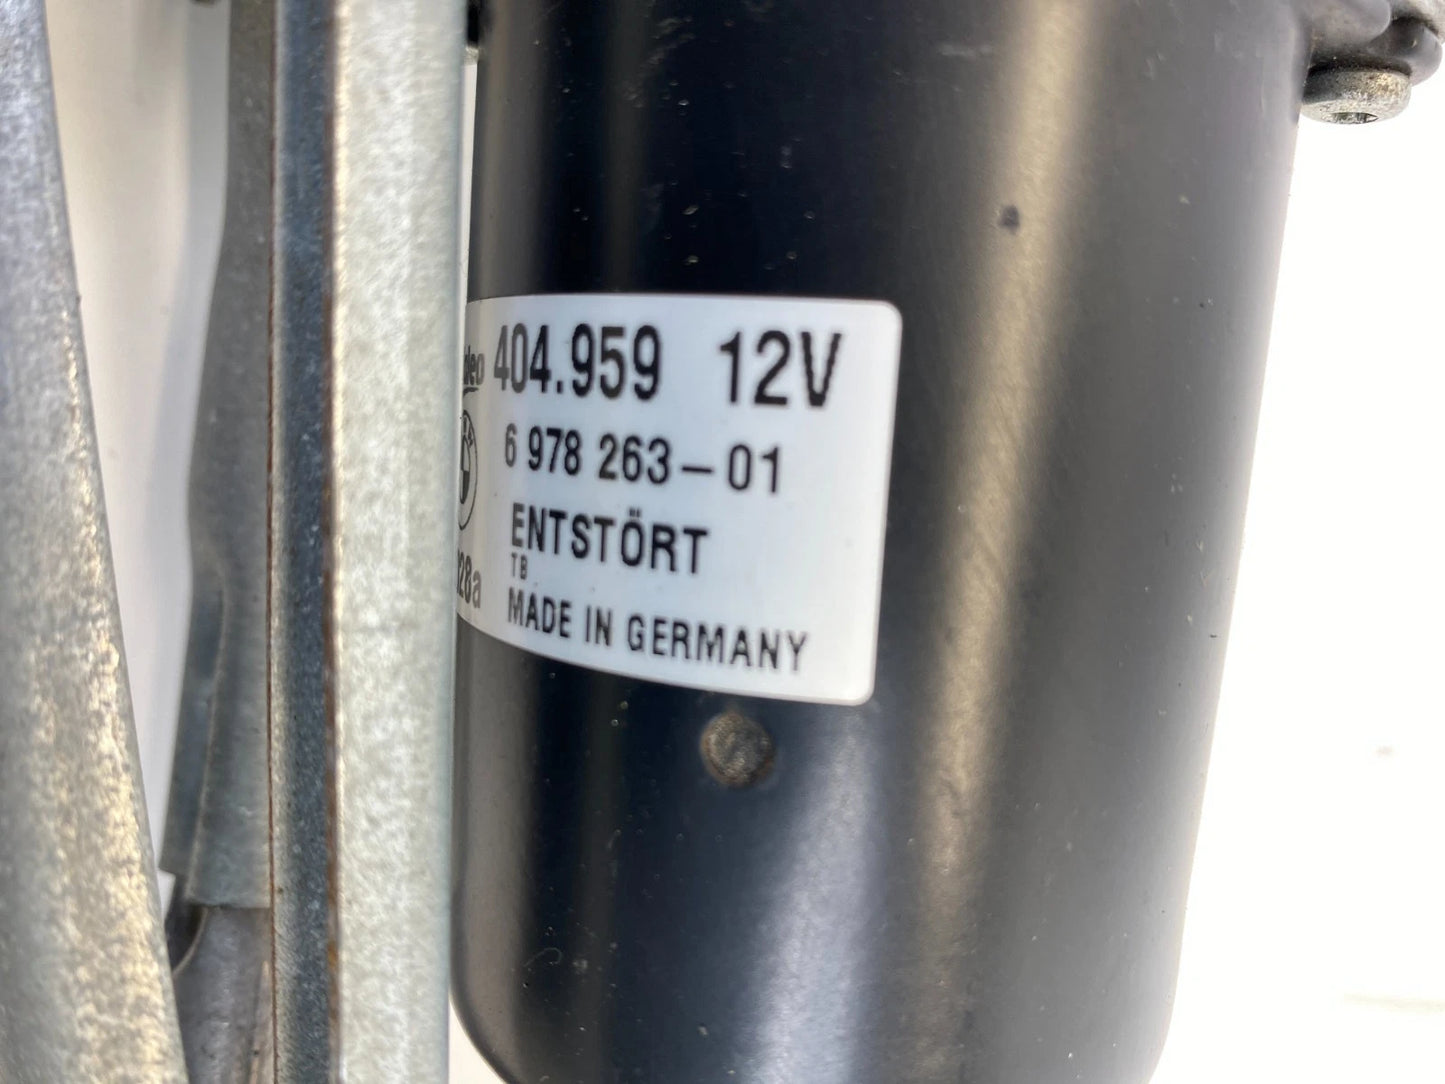 404.959 12V
6 978 263-01
ENTSTÖRT
TB
MADE IN GERMANY